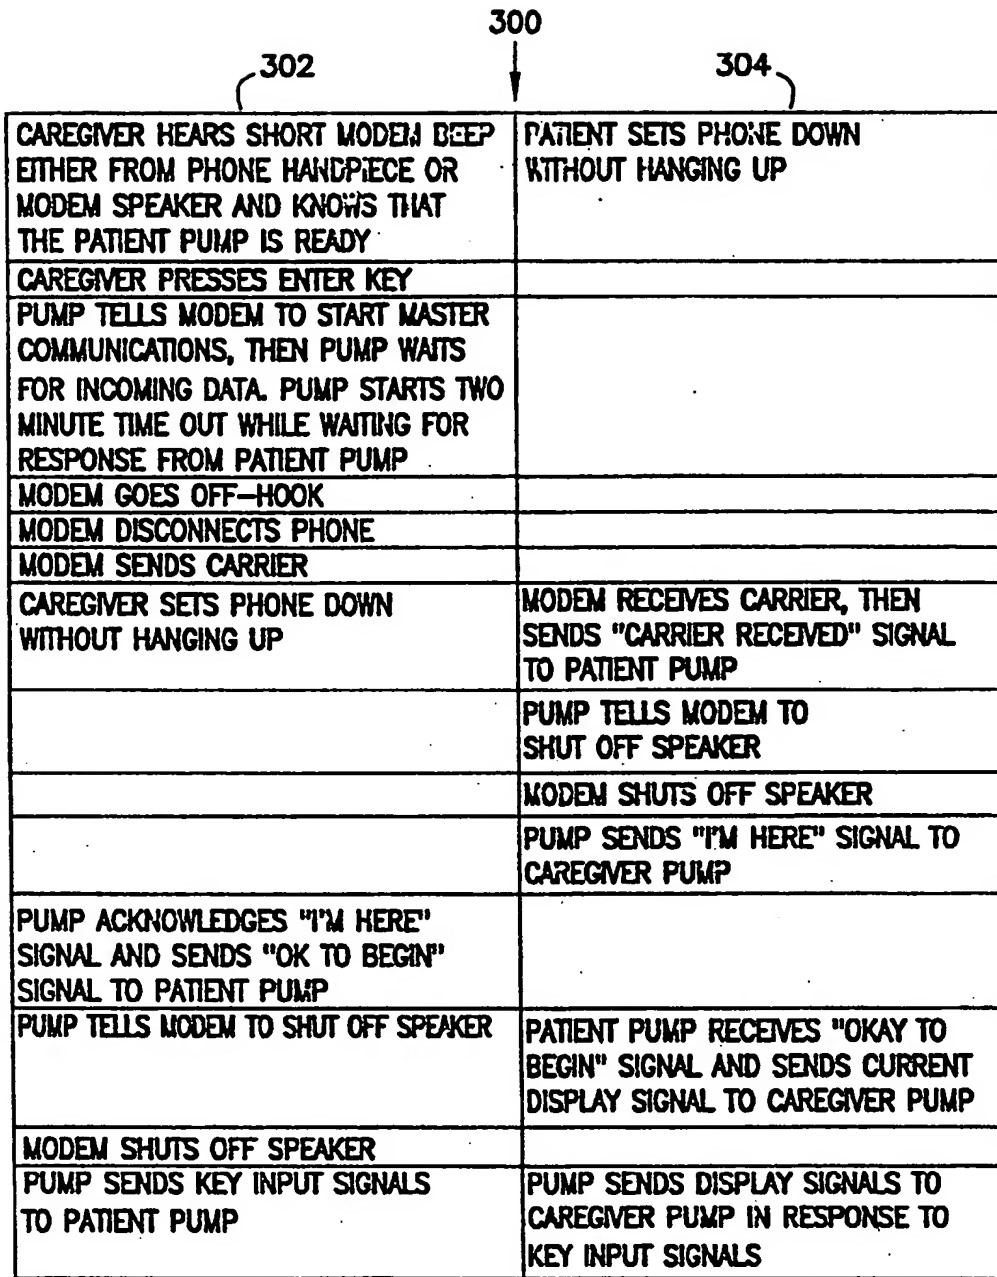 300
302
304
CAREGIVER HEARS SHORT MODEM BEEP
EITHER FROM PHONE HANDPIECE OR
MODEM SPEAKER AND KNOWS THAT
THE PATIENT PUMP IS READY
PATIENT SETS PHONE DOWN
WITHOUT HANGING UP
CAREGIVER PRESSES ENTER KEY
PUMP TELLS MODEM TO START MASTER
COMMUNICATIONS, THEN PUMP WAITS
FOR INCOMING DATA. PUMP STARTS TWO
MINUTE TIME OUT WHILE WAITING FOR
RESPONSE FROM PATIENT PUMP
MODEM GOES OFF-HOOK
MODEM DISCONNECTS PHONE
MODEM SENDS CARRIER
CAREGIVER SETS PHONE DOWN
WITHOUT HANGING UP
MODEM RECEIVES CARRIER, THEN
SENDS "CARRIER RECEIVED" SIGNAL
TO PATIENT PUMP
PUMP TELLS MODEM TO
SHUT OFF SPEAKER
MODEM SHUTS OFF SPEAKER
PUMP SENDS "I'M HERE" SIGNAL TO
CAREGIVER PUMP
PUMP ACKNOWLEDGES "I'M HERE"
SIGNAL AND SENDS "OK TO BEGIN"
SIGNAL TO PATIENT PUMP
PUMP TELLS MODEM TO SHUT OFF SPEAKER
PATIENT PUMP RECEIVES "OKAY TO
BEGIN" SIGNAL AND SENDS CURRENT
DISPLAY SIGNAL TO CAREGIVER PUMP
MODEM SHUTS OFF SPEAKER
PUMP SENDS KEY INPUT SIGNALS
TO PATIENT PUMP
PUMP SENDS DISPLAY SIGNALS TO
CAREGIVER PUMP IN RESPONSE TO
KEY INPUT SIGNALS